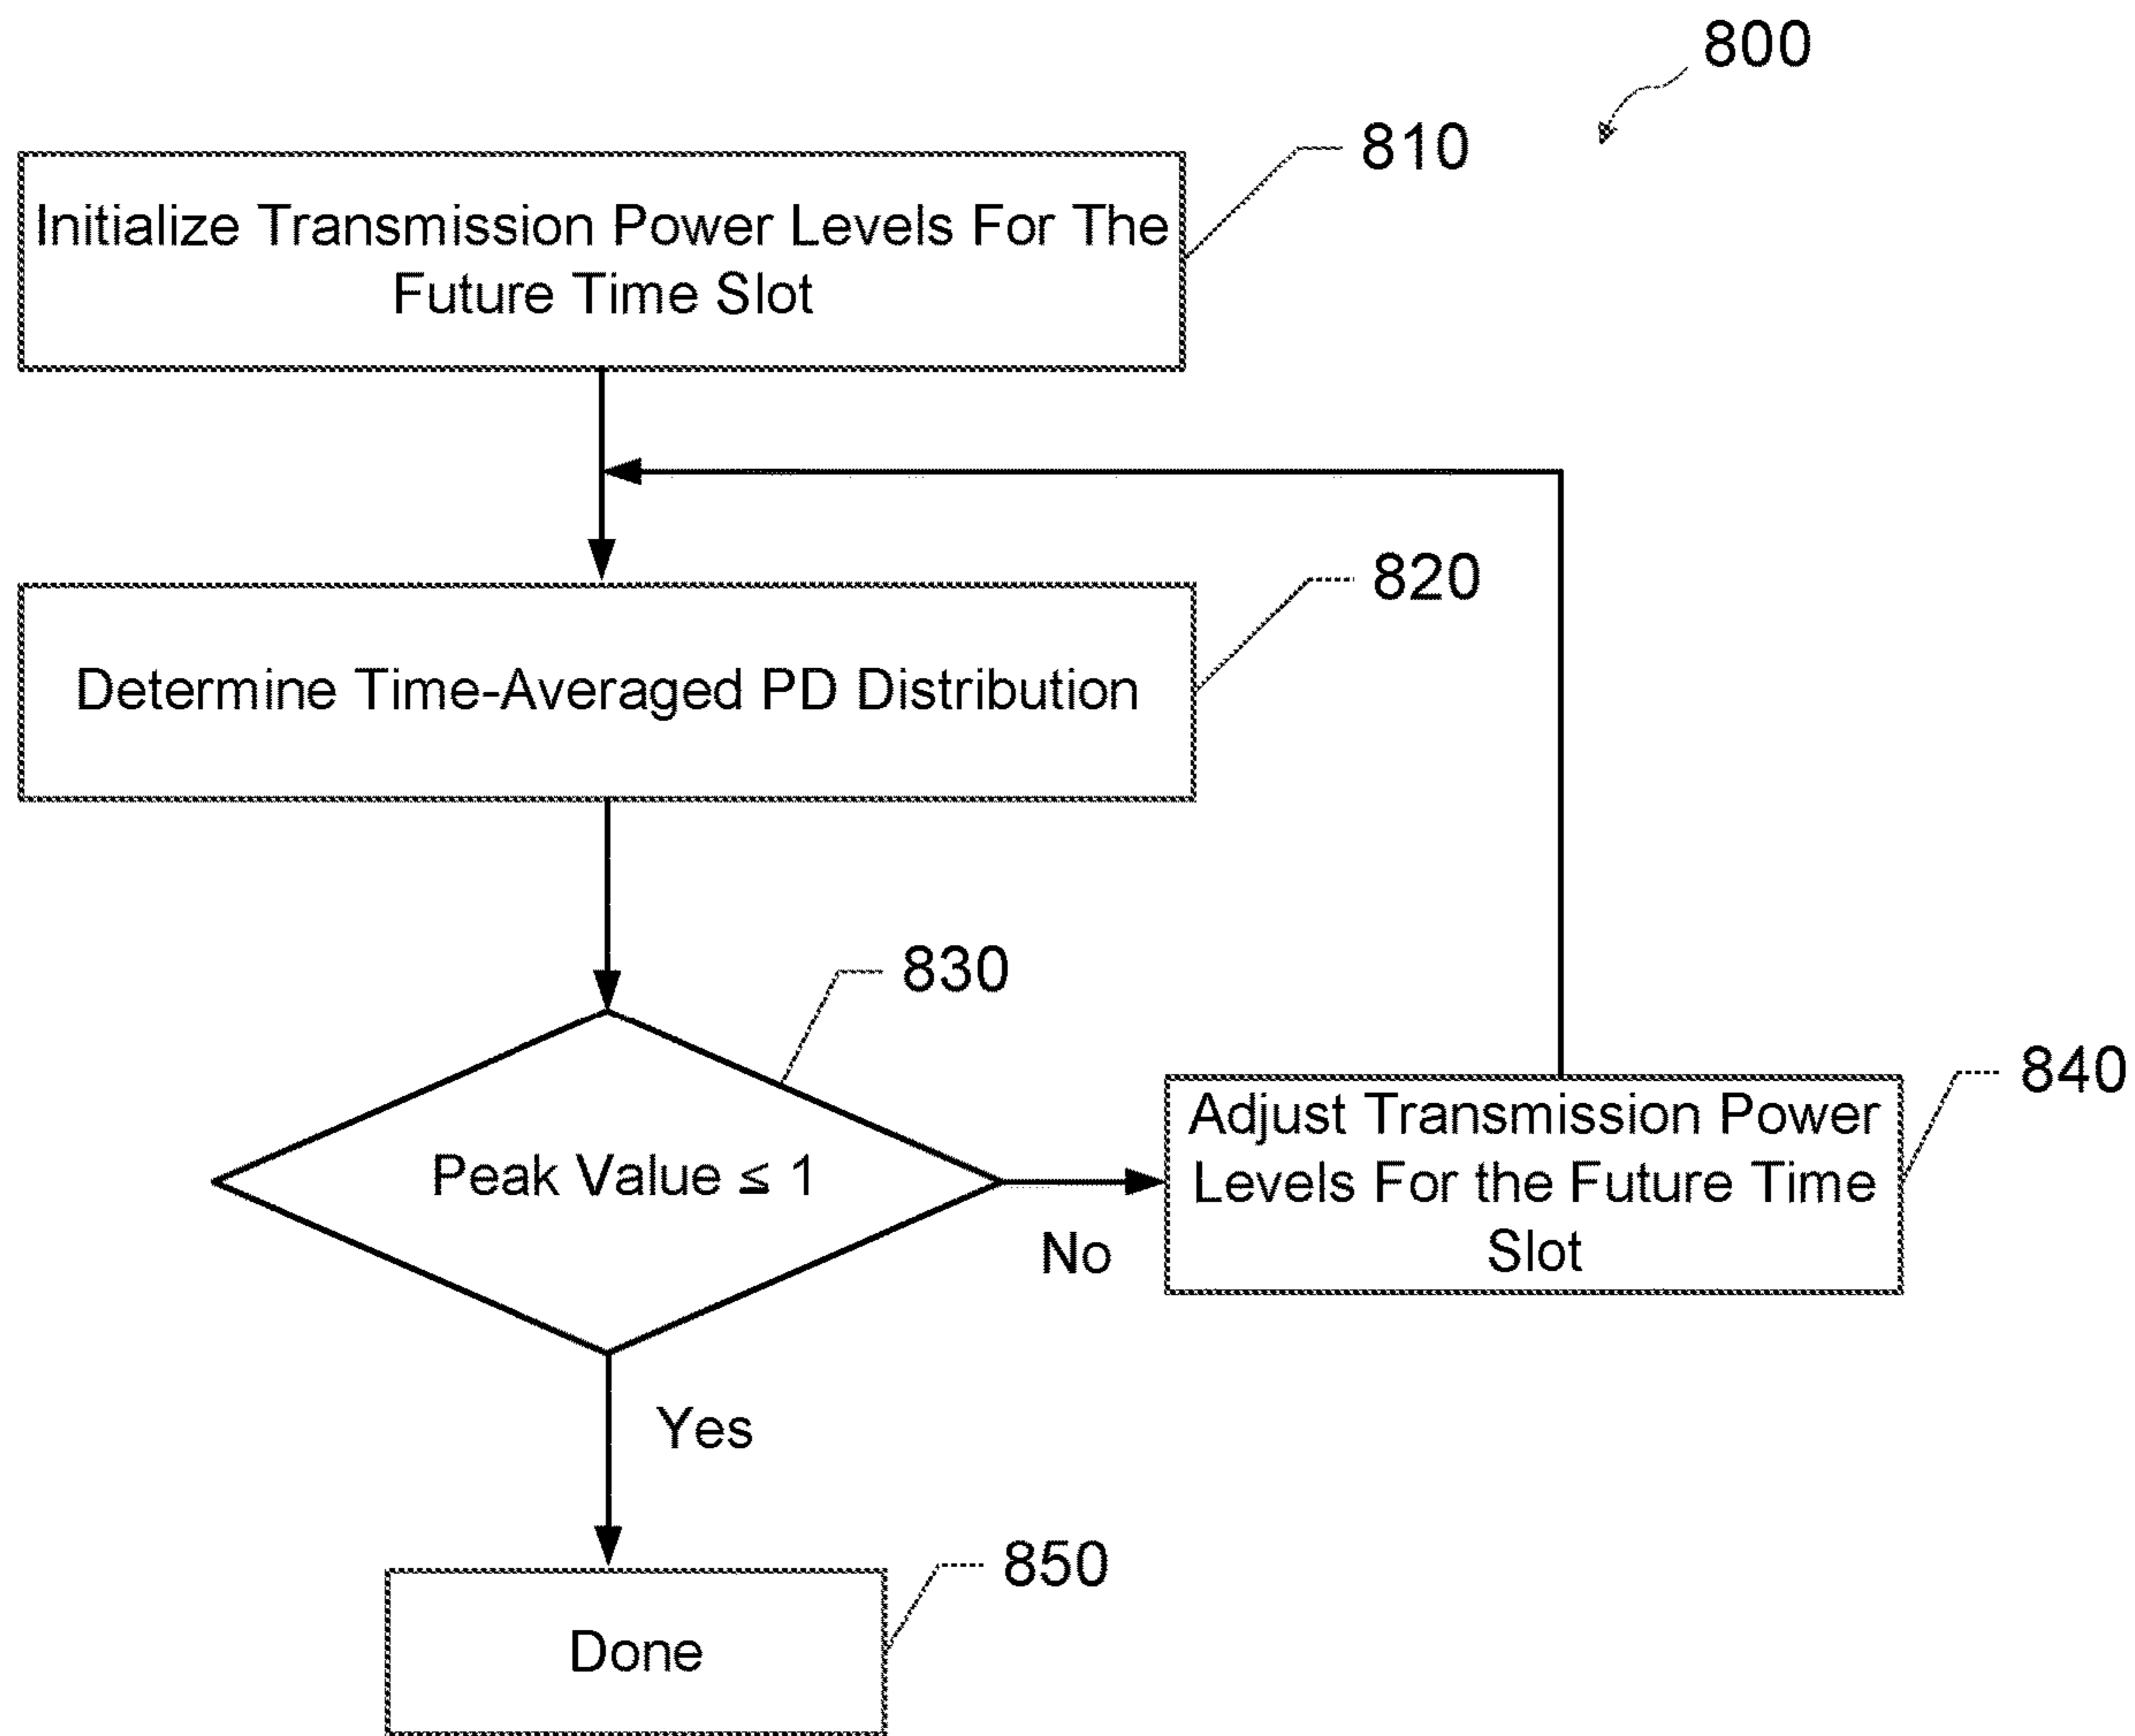 800
810
Initialize Transmission Power Levels For The
Future Time Slot
820
Determine Time-Averaged PD Distribution
830
Peak Value ≤ 1
No
840
Adjust Transmission Power
Levels For the Future Time
Slot
Yes
850
Done